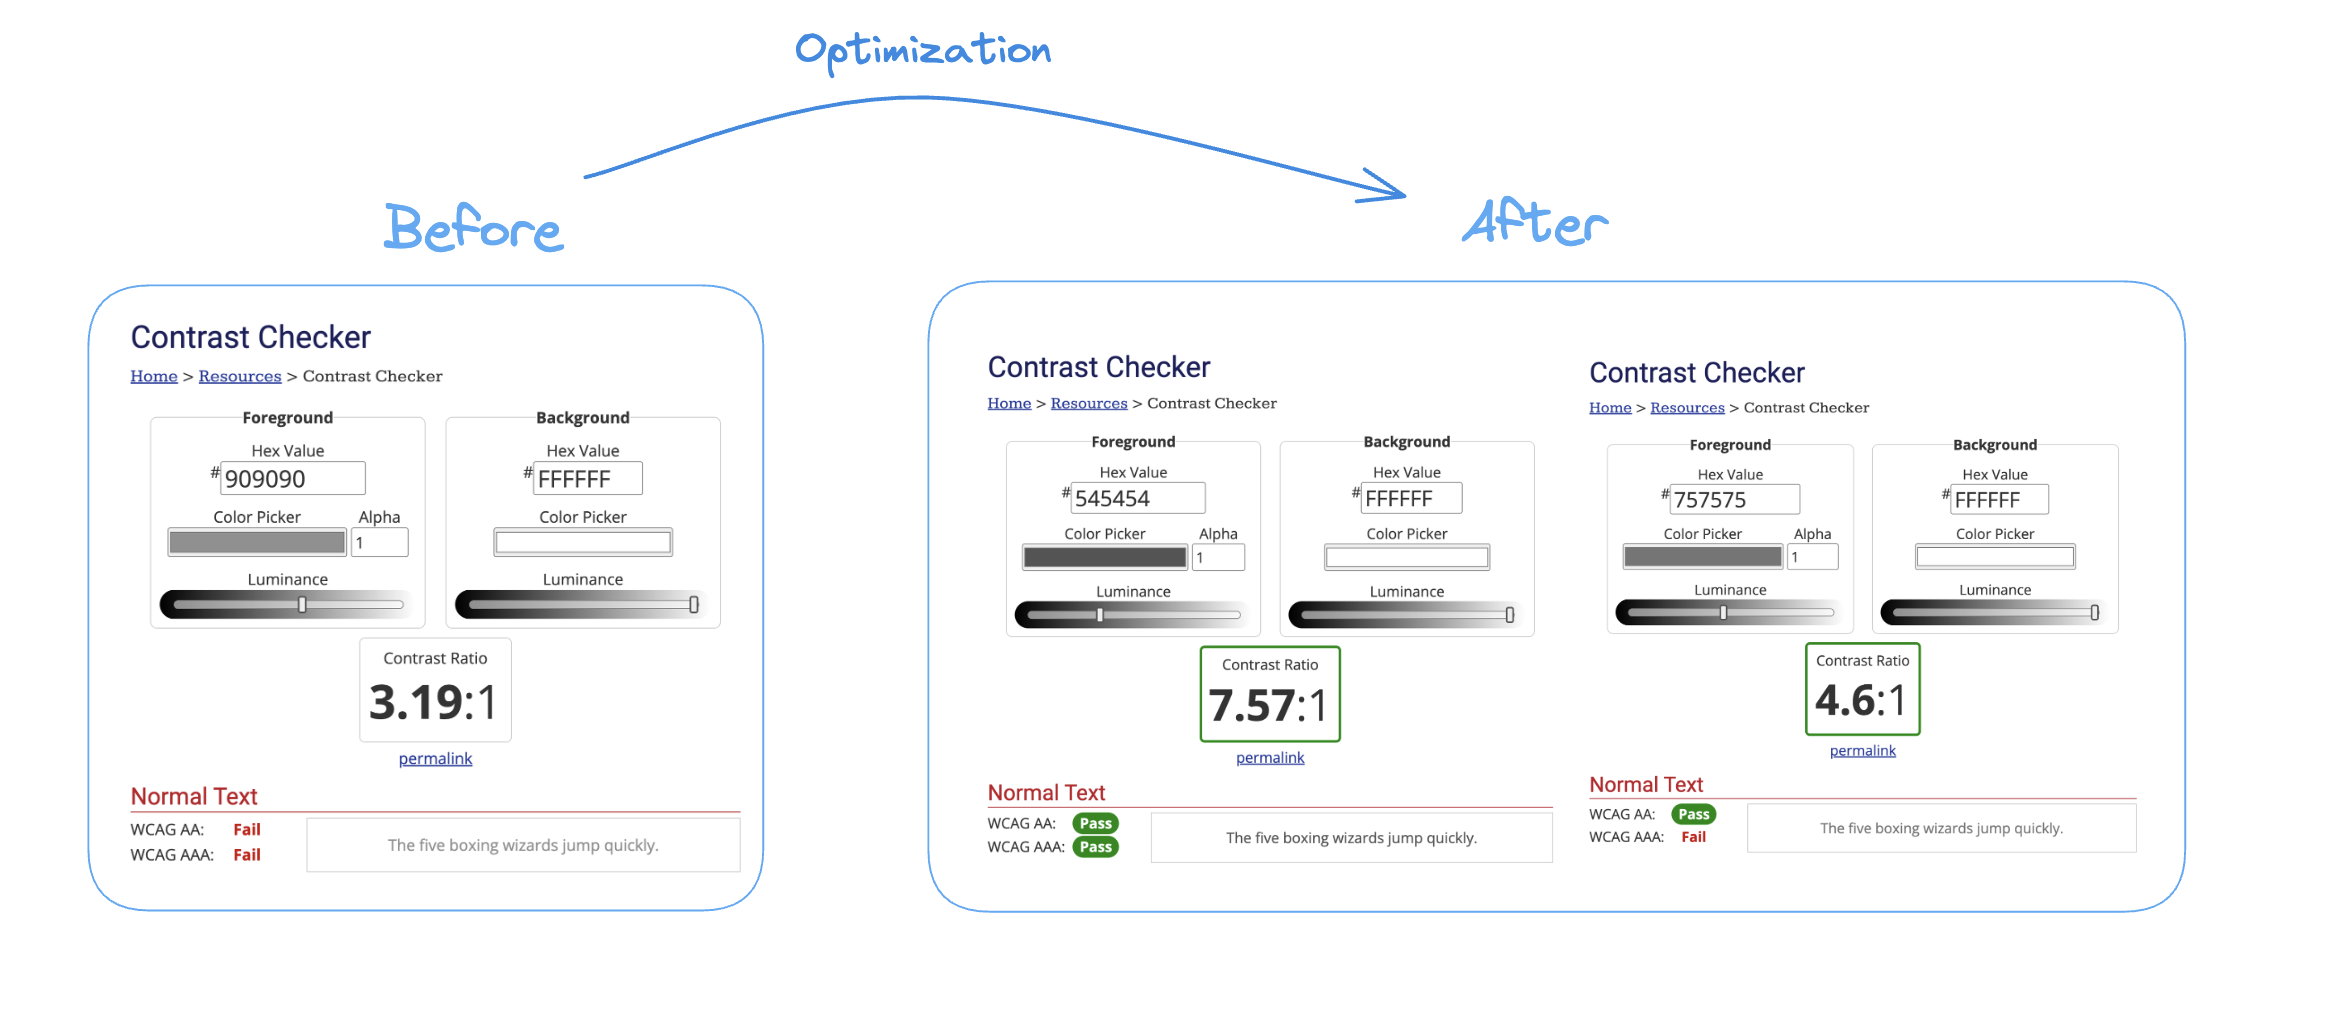 Optimization
Before
After
Contrast Checker
Home > Resources > Contrast Checker
Foreground
Background
Hex Value
Hex Value
# 909090
# FFFFFF
Color Picker
Alpha
Color Picker
1
Luminance
Luminance
Contrast Ratio
3.19:1
permalink
Normal Text
WCAG AA: Fail
WCAG AAA: Fail
The five boxing wizards jump quickly.
Contrast Checker
Home > Resources > Contrast Checker
Foreground
Background
Hex Value
Hex Value
# 545454
# FFFFFF
Color Picker
Alpha
Color Picker
1
Luminance
Luminance
Contrast Ratio
7.57:1
permalink
Normal Text
WCAG AA: Pass
WCAG AAA: Pass
The five boxing wizards jump quickly.
Contrast Checker
Home > Resources > Contrast Checker
Foreground
Background
Hex Value
Hex Value
# 757575
# FFFFFF
Color Picker
Alpha
Color Picker
1
Luminance
Luminance
Contrast Ratio
4.6:1
permalink
Normal Text
WCAG AA: Pass
WCAG AAA: Fail
The five boxing wizards jump quickly.